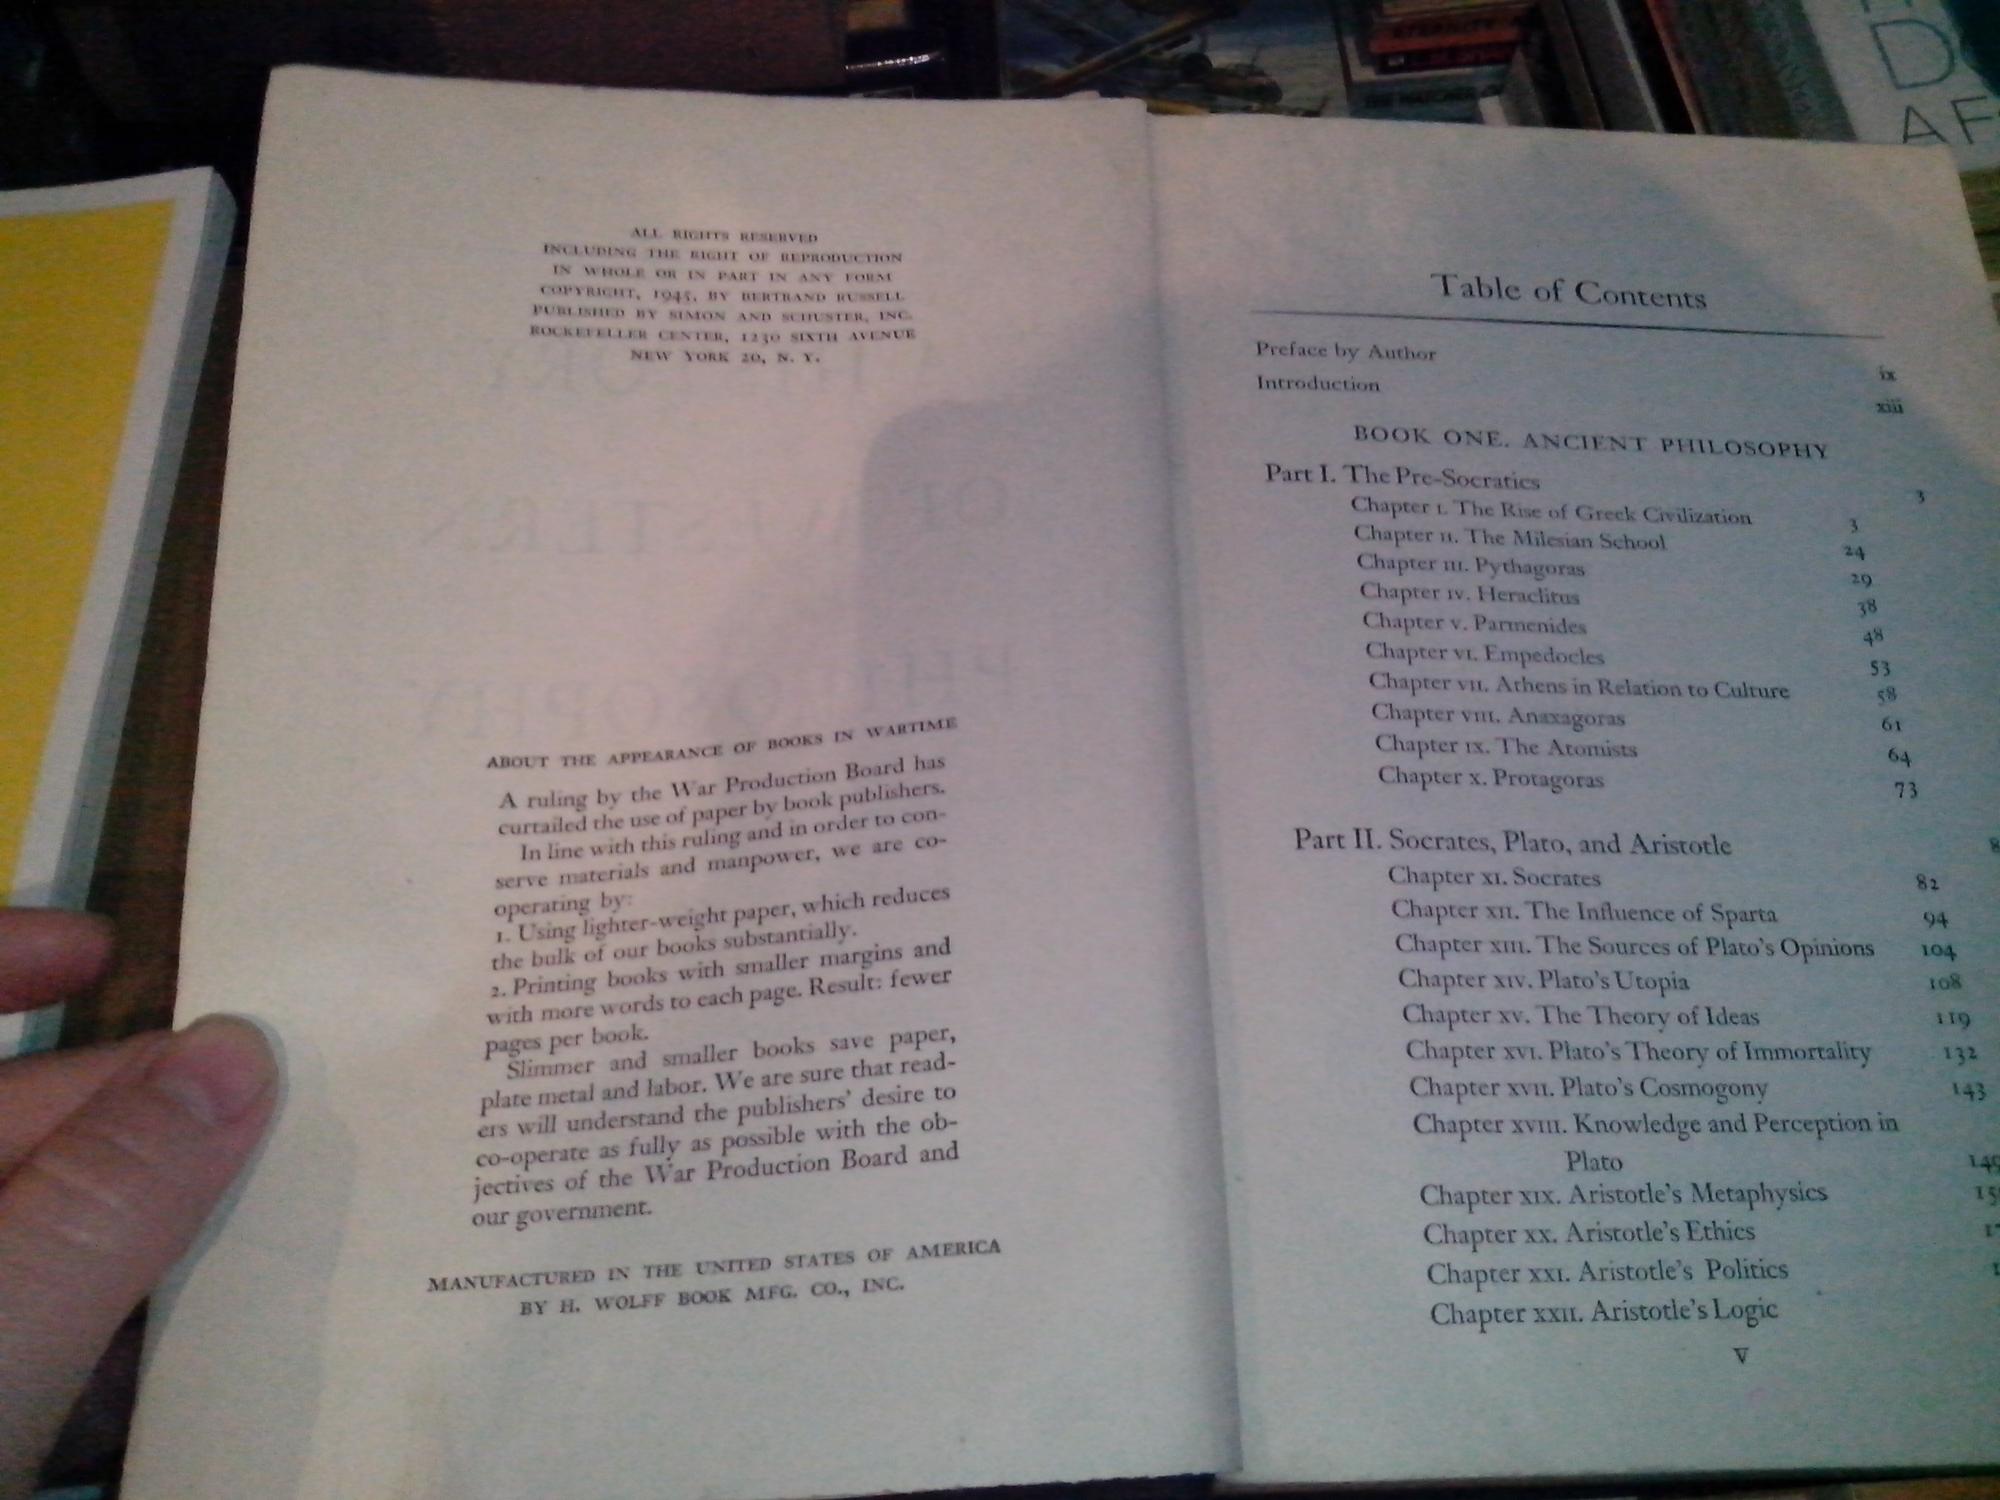 ALL RIGHTS RESERVED
INCLUDING THE RIGHT OF REPRODUCTION
IN WHOLE OR IN PART IN ANY FORM
COPYRIGHT, 1945, BY BERTRAND RUSSELL
PUBLISHED BY SIMON AND SCHUSTER, INC.
ROCKEFELLER CENTER, 1230 SIXTH AVENUE
NEW YORK 20, N. Y.
ABOUT THE APPEARANCE OF BOOKS IN WARTIME
A ruling by the War Production Board has
curtailed the use of paper by book publishers.
In line with this ruling and in order to con-
serve materials and manpower, we are co-
operating by:
1. Using lighter-weight paper, which reduces
the bulk of our books substantially.
2. Printing books with smaller margins and
with more words to each page. Result: fewer
pages per book.
Slimmer and smaller books save paper,
plate metal and labor. We are sure that read-
ers will understand the publishers' desire to
co-operate as fully as possible with the ob-
jectives of the War Production Board and
our government.
MANUFACTURED IN THE UNITED STATES OF AMERICA
BY H. WOLFF BOOK MFG. CO., INC.
Table of Contents
Preface by Author ix
Introduction xiii
BOOK ONE. ANCIENT PHILOSOPHY
Part I. The Pre-Socratics 3
Chapter I. The Rise of Greek Civilization 3
Chapter II. The Milesian School 24
Chapter III. Pythagoras 29
Chapter IV. Heraclitus 38
Chapter V. Parmenides 48
Chapter VI. Empedocles 53
Chapter VII. Athens in Relation to Culture 58
Chapter VIII. Anaxagoras 61
Chapter IX. The Atomists 64
Chapter X. Protagoras 73
Part II. Socrates, Plato, and Aristotle
Chapter XI. Socrates 82
Chapter XII. The Influence of Sparta 94
Chapter XIII. The Sources of Plato's Opinions 104
Chapter XIV. Plato's Utopia 108
Chapter XV. The Theory of Ideas 119
Chapter XVI. Plato's Theory of Immortality 132
Chapter XVII. Plato's Cosmogony 143
Chapter XVIII. Knowledge and Perception in
Plato 149
Chapter XIX. Aristotle's Metaphysics
Chapter XX. Aristotle's Ethics
Chapter XXI. Aristotle's Politics
Chapter XXII. Aristotle's Logic
V